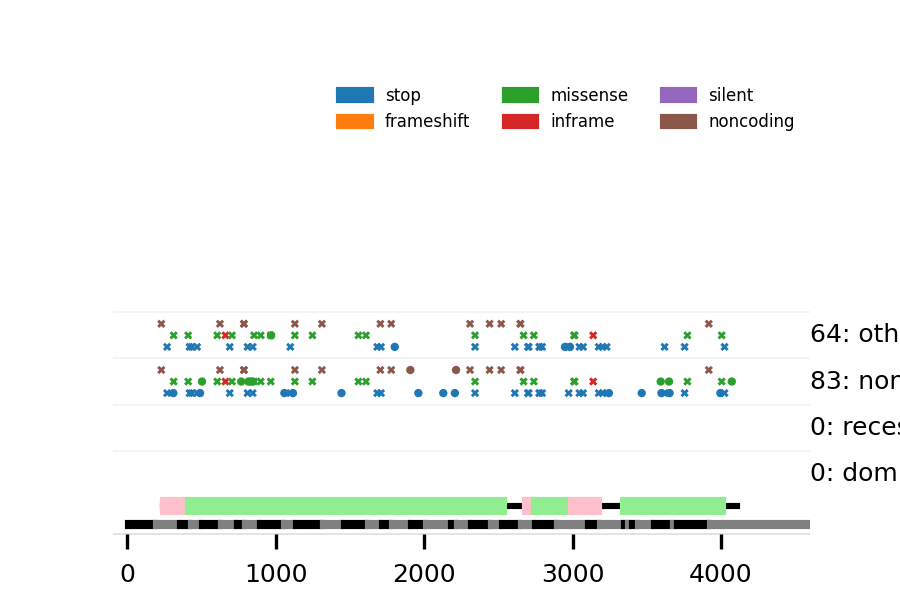 stop missense silent
frameshift inframe noncoding
64: oth
83: nor
0: reces
0: dom
0 1000 2000 3000 4000